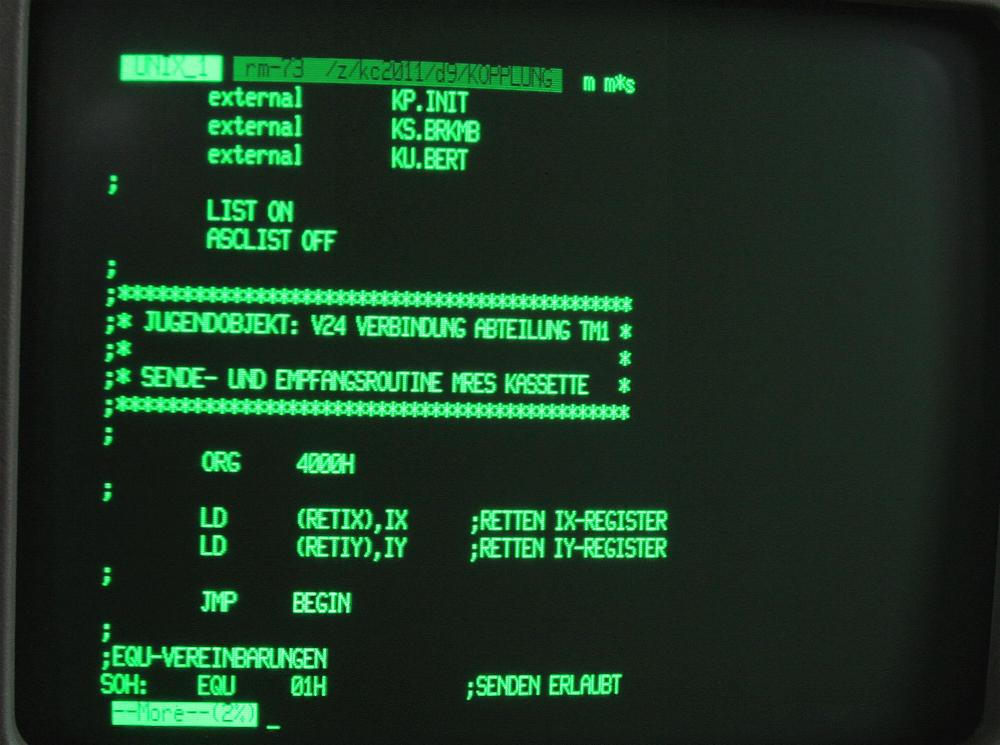 UNIX_1 rm-73 /z/kc2011/d9/KOPPLUNG m m*s
external KP.INIT
external KS.BRKMB
external KU.BERT
;
LIST ON
ASCLIST OFF
;
;************************************************
;* JUGENDOBJEKT: V24 VERBINDUNG ABTEILUNG TM1 *
;* *
;* SENDE- UND EMPFANGSROUTINE MRES KASSETTE *
;************************************************
;
ORG 4000H
;
LD (RETIX),IX ;RETTEN IX-REGISTER
LD (RETIY),IY ;RETTEN IY-REGISTER
;
JMP BEGIN
;
;EQU-VEREINBARUNGEN
SOH: EQU 01H ;SENDEN ERLAUBT
--More--(2%) _